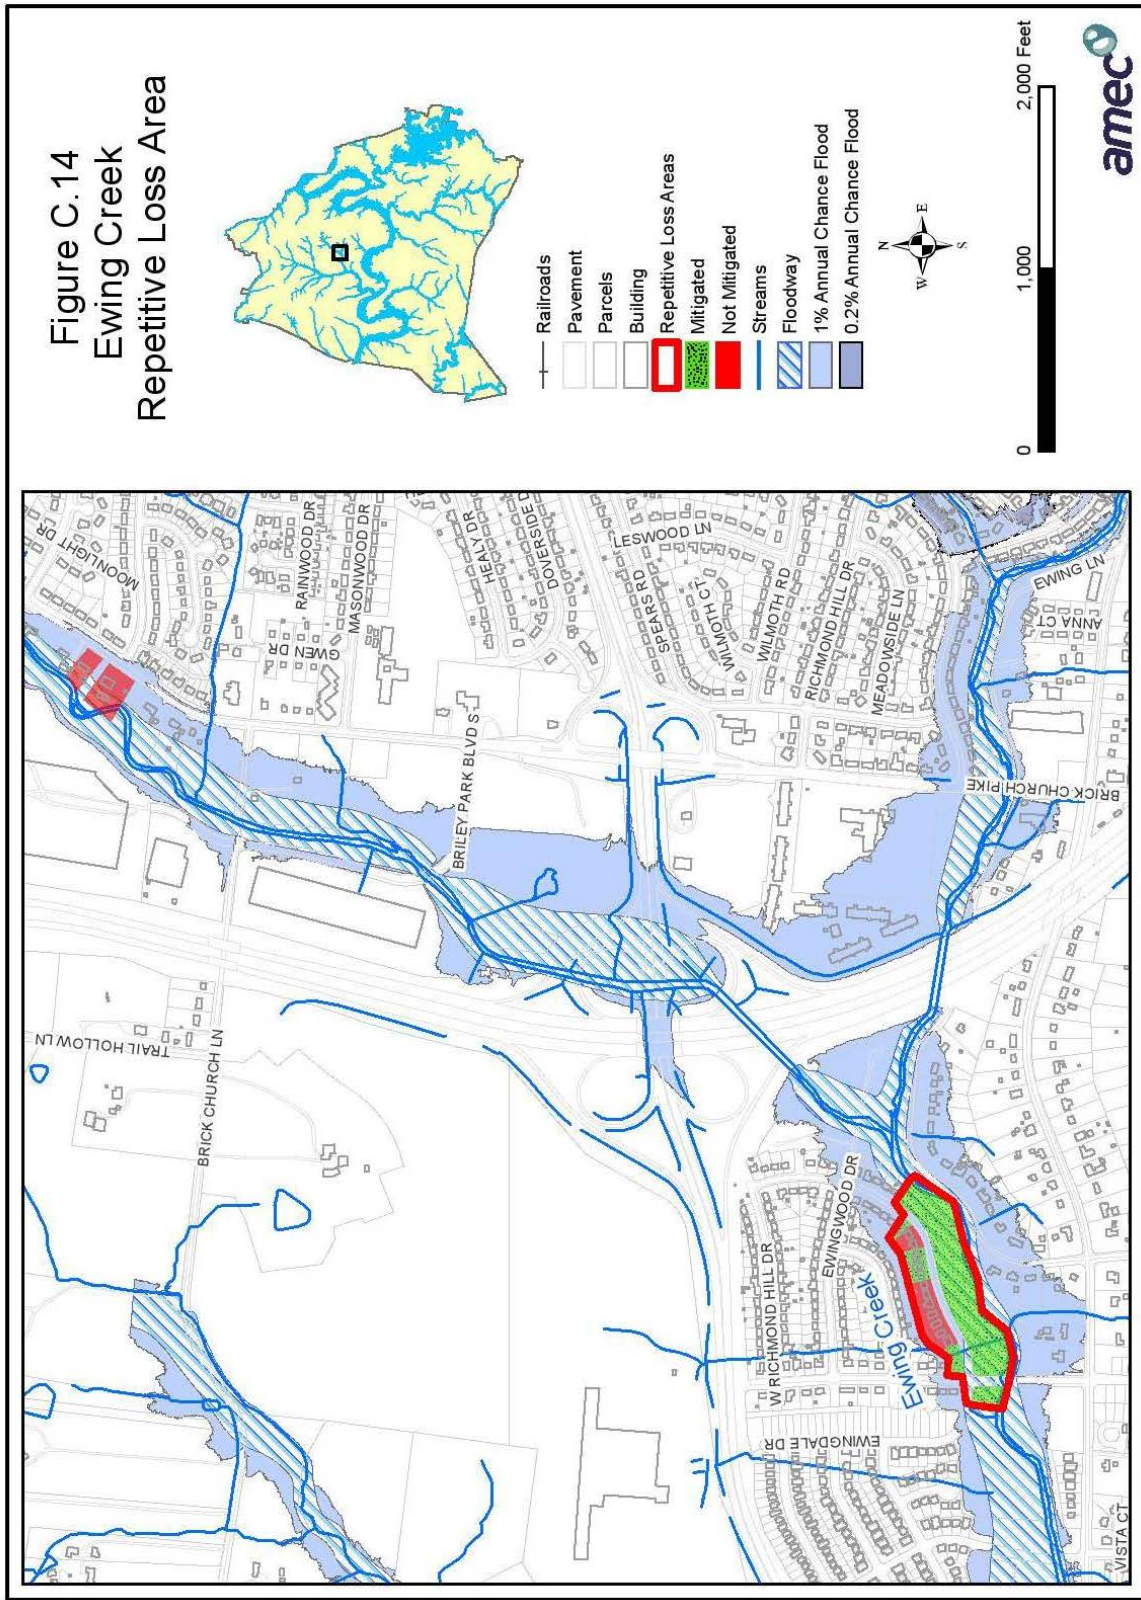 Figure C.14
Ewing Creek
Repetitive Loss Area
Railroads
Pavement
Parcels
Building
Repetitive Loss Areas
Mitigated
Not Mitigated
Streams
Floodway
1% Annual Chance Flood
0.2% Annual Chance Flood
N
W
E
S
0
1,000
2,000 Feet
amec
MOONLIGHT DR
RAINWOOD DR
MASONWOOD DR
GWEN DR
HEALY DR
DOVERSIDE D
BRILEY PARK BLVD S
LESWOOD LN
SPEARS RD
WILMOTH CT
WILMOTH RD
RICHMOND HILL DR
MEADOWSIDE LN
EWING LN
ANNA CT
BRICK CHURCH PIKE
TRAIL HOLLOW LN
BRICK CHURCH LN
W RICHMOND HILL DR
EWINGWOOD DR
Ewing Creek
EWINGDALE DR
VISTA CT